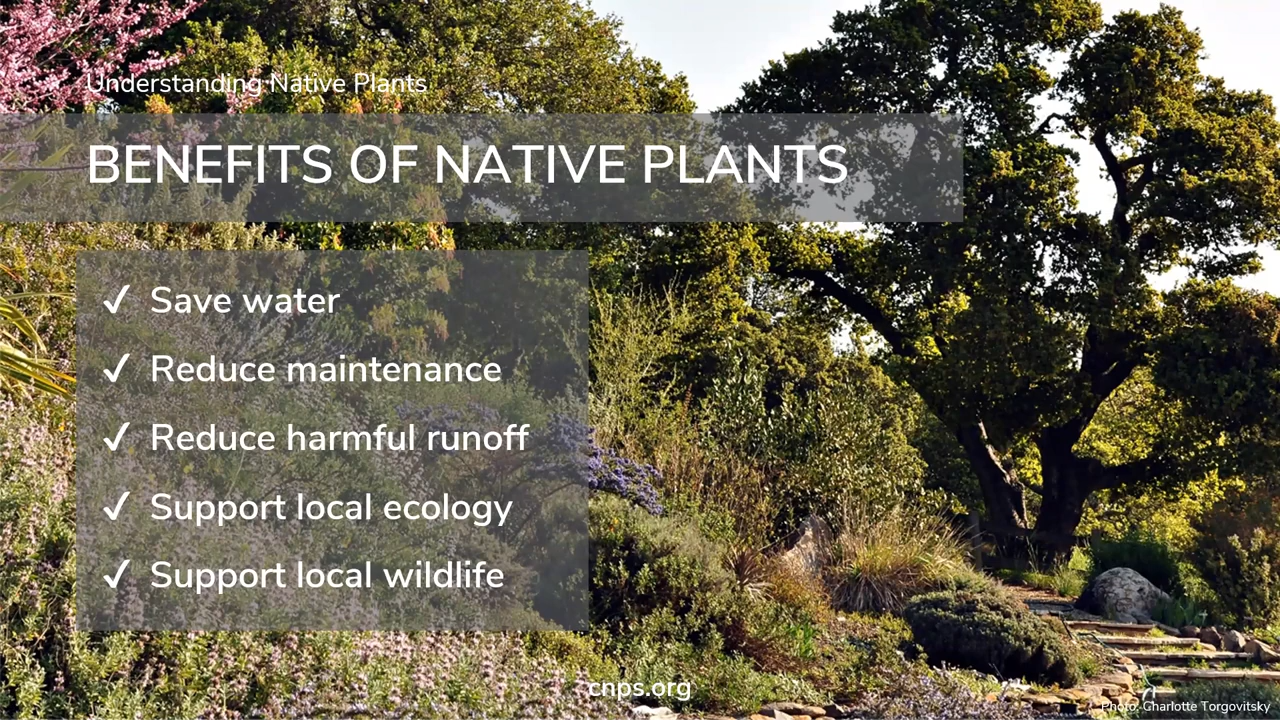 Understanding Native Plants
BENEFITS OF NATIVE PLANTS
✓ Save water
✓ Reduce maintenance
✓ Reduce harmful runoff
✓ Support local ecology
✓ Support local wildlife
cnps.org
Photo: Charlotte Torgovitsky